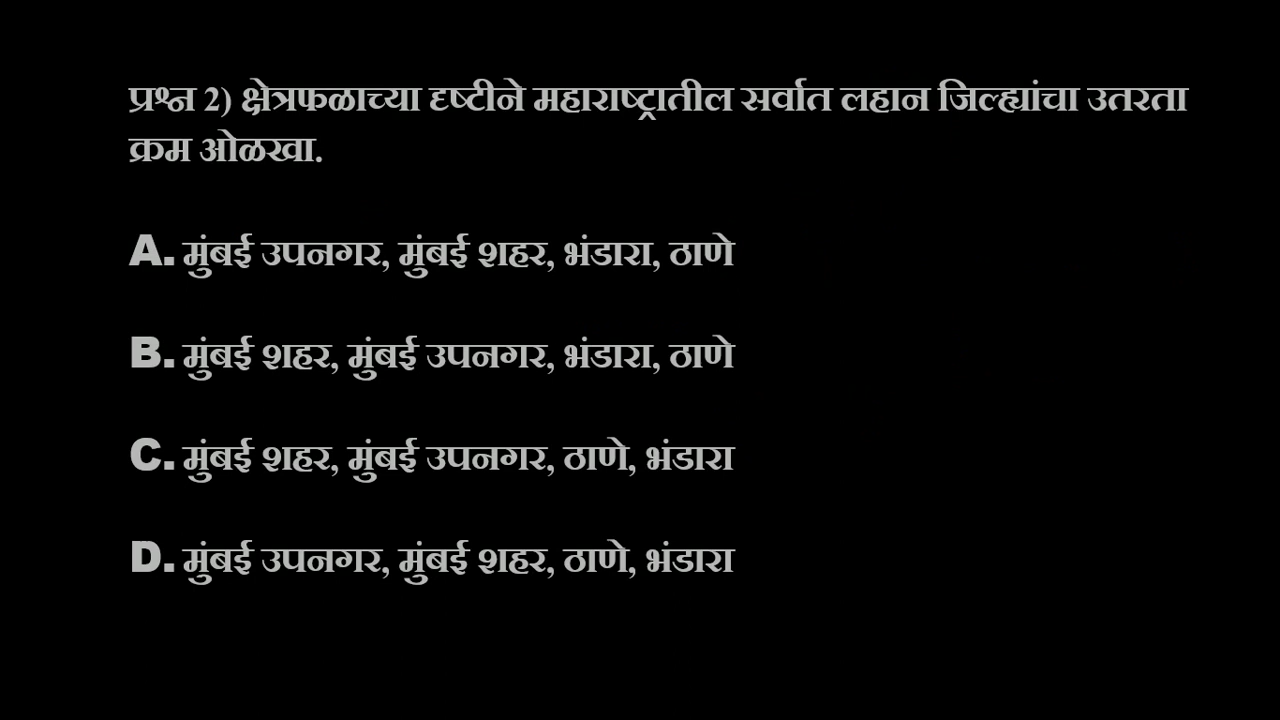 प्रश्न 2) क्षेत्रफळाच्या दृष्टीने महाराष्ट्रातील सर्वात लहान जिल्ह्यांचा उतरता
क्रम ओळखा.
A. मुंबई उपनगर, मुंबई शहर, भंडारा, ठाणे
B. मुंबई शहर, मुंबई उपनगर, भंडारा, ठाणे
C. मुंबई शहर, मुंबई उपनगर, ठाणे, भंडारा
D. मुंबई उपनगर, मुंबई शहर, ठाणे, भंडारा